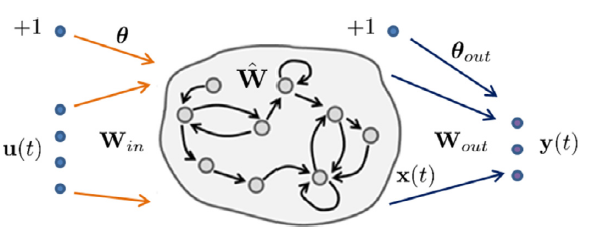 +1 θ Ŵ +1 θ_out
u(t) W_in W_out y(t)
x(t)